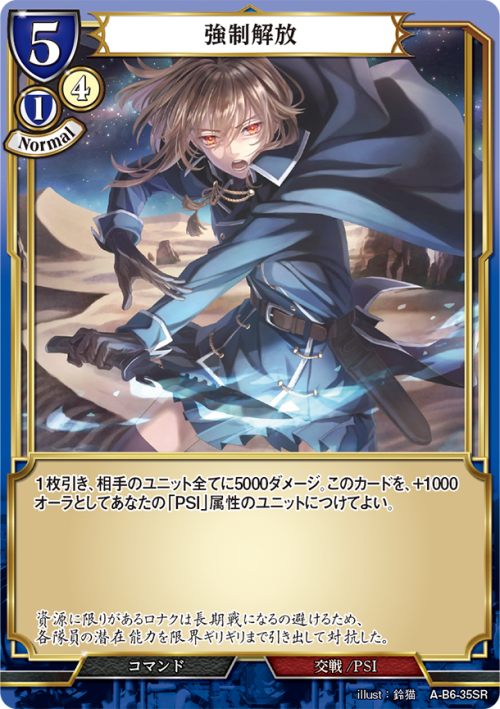 5
強制解放
1
4
Normal
1枚引き、相手のユニット全てに5000ダメージ。このカードを、+1000
オーラとしてあなたの「PSI」属性のユニットにつけてよい。
資源に限りがあるロナクは長期戦になるの避けるため、
各隊員の潜在能力を限界ギリギリまで引き出して対抗した。
コマンド
交戦/PSI
illust：鈴猫 A-B6-35SR